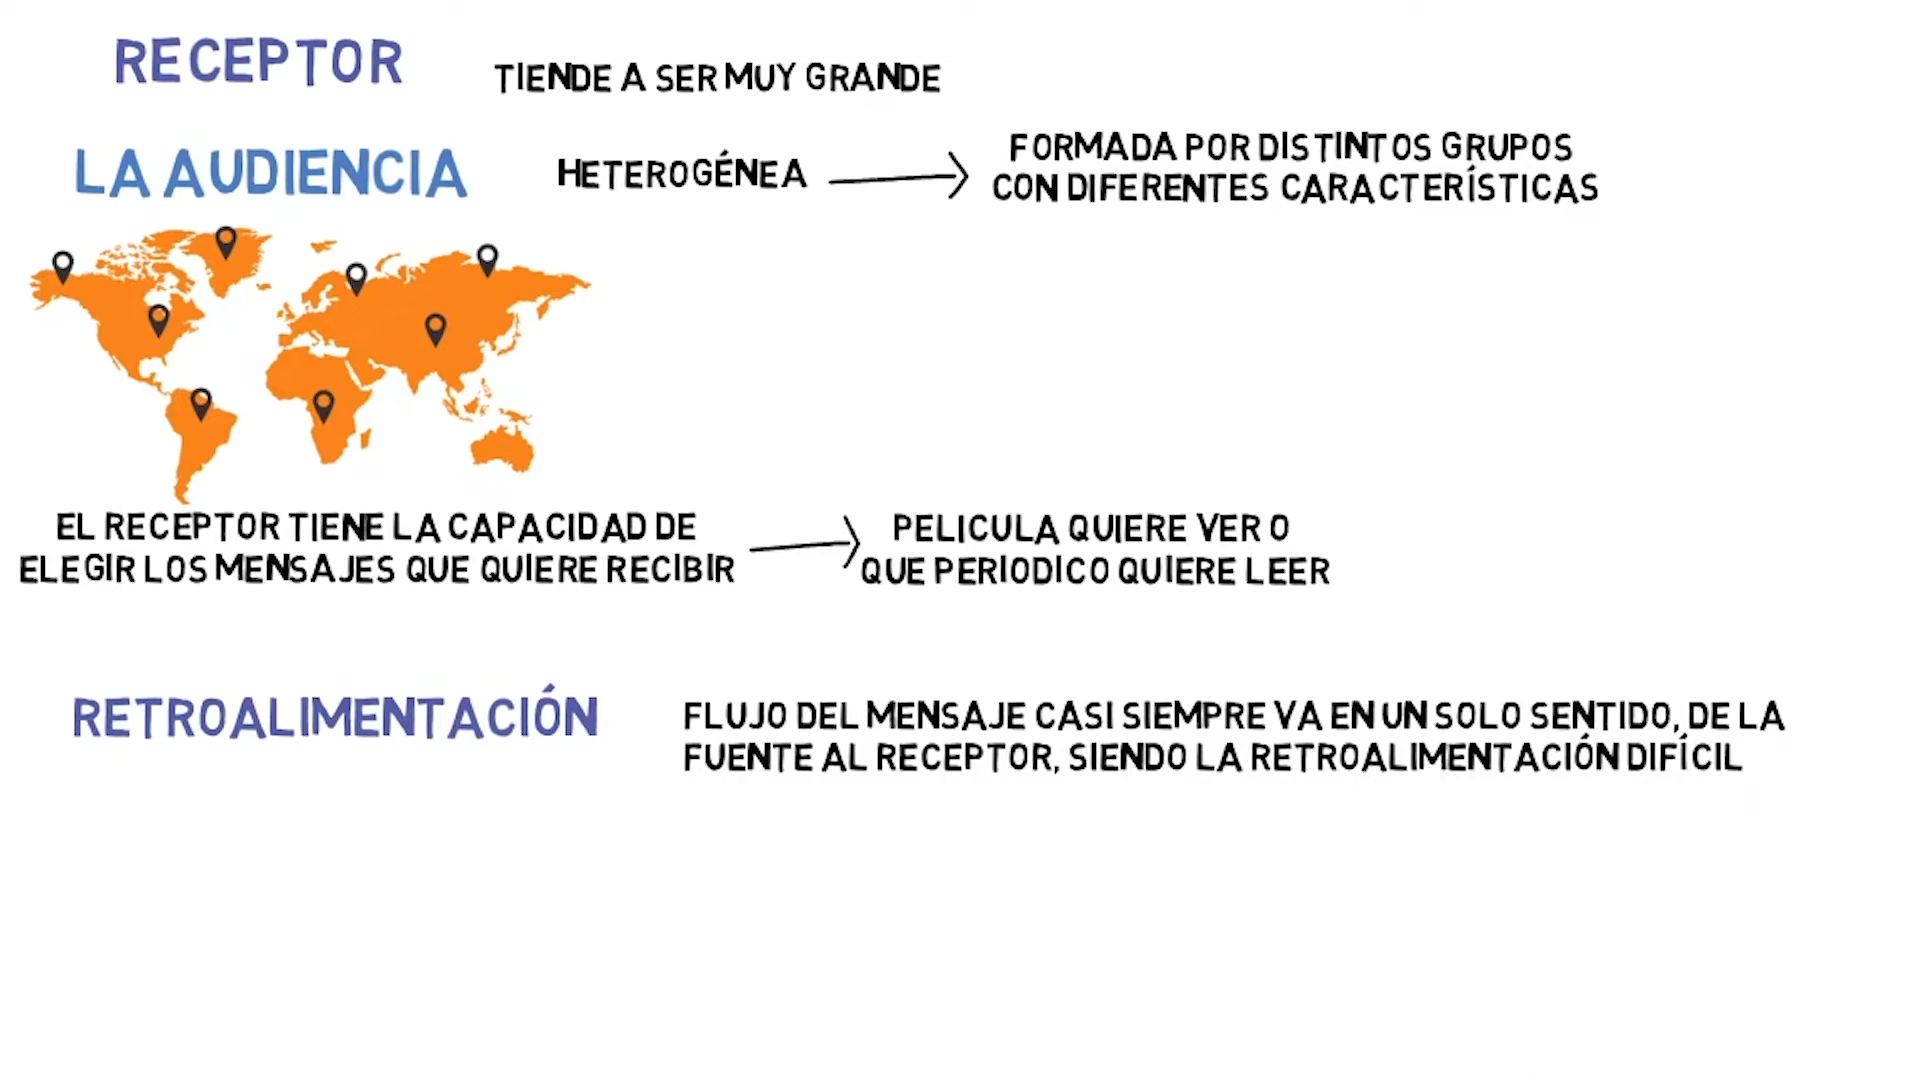 RECEPTOR
TIENDE A SER MUY GRANDE
LA AUDIENCIA
HETEROGÉNEA
FORMADA POR DISTINTOS GRUPOS
CON DIFERENTES CARACTERÍSTICAS
EL RECEPTOR TIENE LA CAPACIDAD DE
ELEGIR LOS MENSAJES QUE QUIERE RECIBIR
PELICULA QUIERE VER O
QUE PERIODICO QUIERE LEER
RETROALIMENTACIÓN
FLUJO DEL MENSAJE CASI SIEMPRE VA EN UN SOLO SENTIDO, DE LA
FUENTE AL RECEPTOR, SIENDO LA RETROALIMENTACIÓN DIFÍCIL